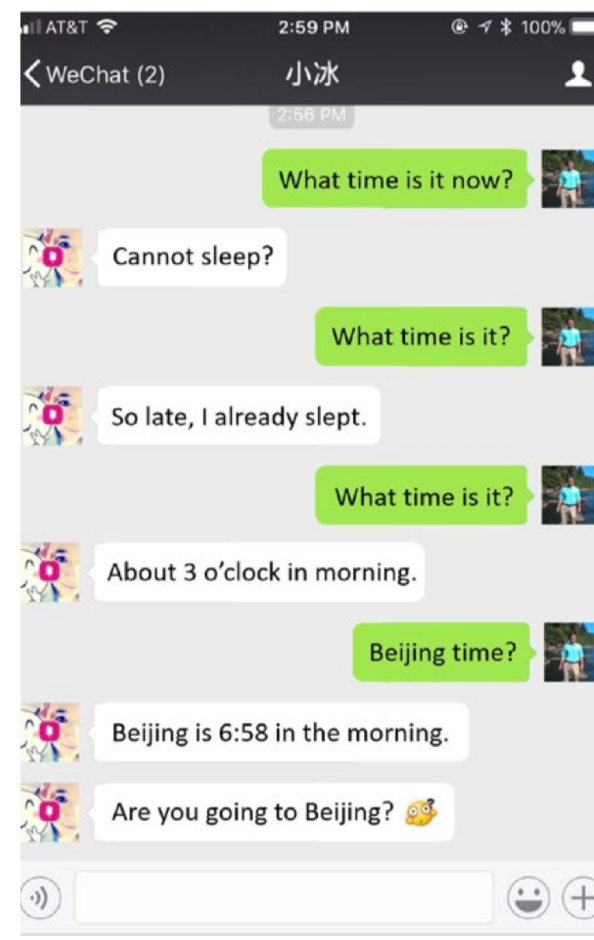 AT&T 2:59 PM 100%
WeChat (2) 小冰
2:56 PM
What time is it now?
Cannot sleep?
What time is it?
So late, I already slept.
What time is it?
About 3 o’clock in morning.
Beijing time?
Beijing is 6:58 in the morning.
Are you going to Beijing?